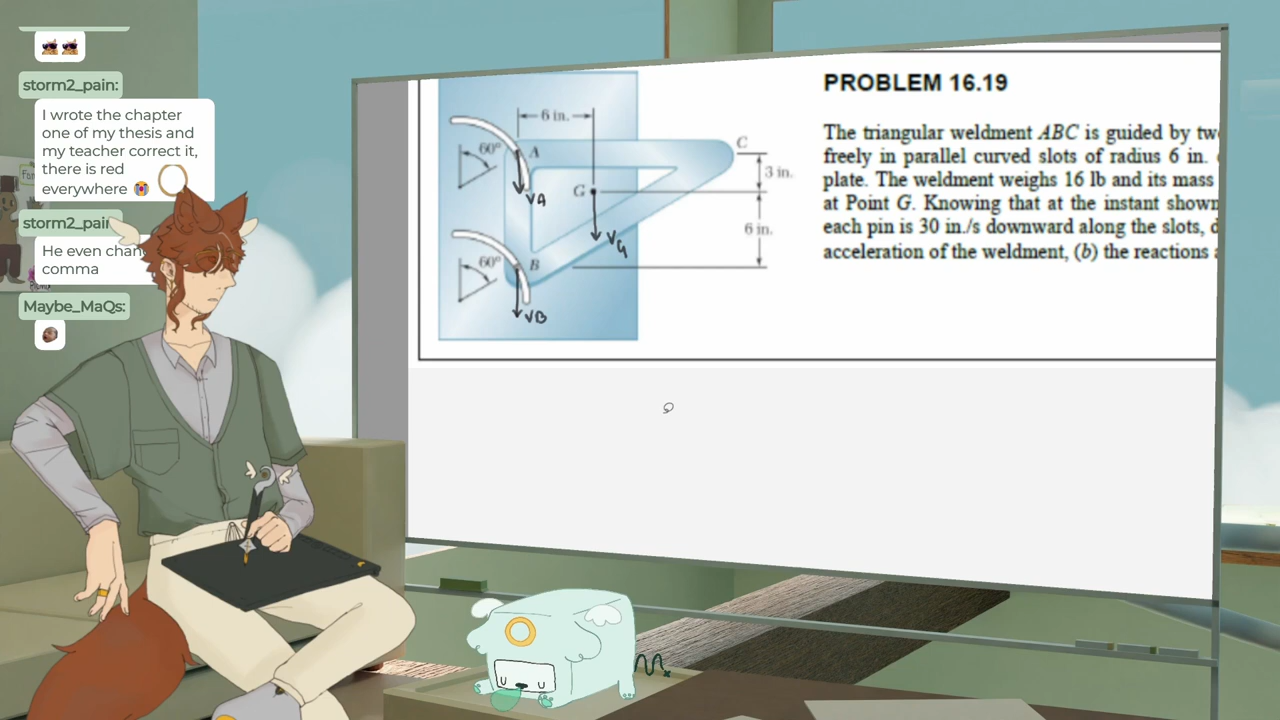 storm2_pain:
I wrote the chapter
one of my thesis and
my teacher correct it,
there is red
everywhere
storm2_pain
He even chan
comma
Maybe_MaQs:
6 in.
60°
A
VA
G
VG
C
3 in.
6 in.
60°
B
VB
PROBLEM 16.19
The triangular weldment ABC is guided by tw
freely in parallel curved slots of radius 6 in.
plate. The weldment weighs 16 lb and its mass
at Point G. Knowing that at the instant shown
each pin is 30 in./s downward along the slots, d
acceleration of the weldment, (b) the reactions a